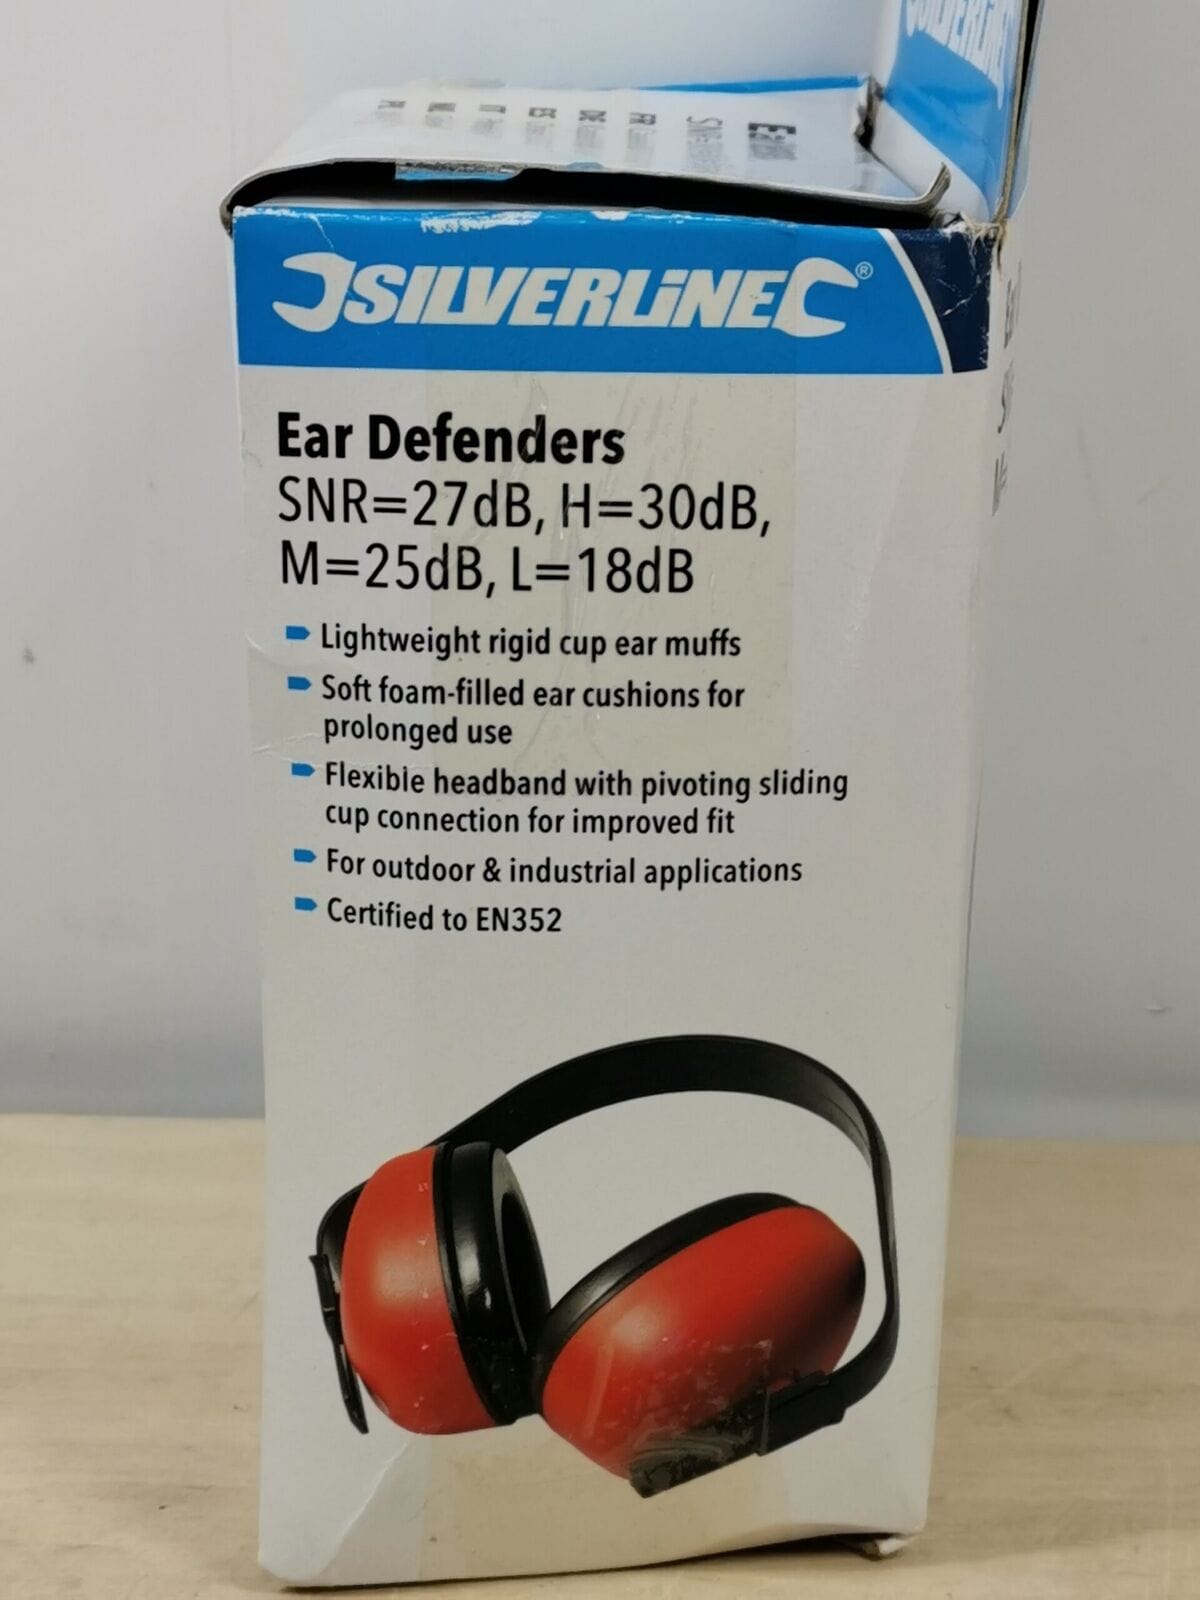 SILVERLINE
SILVERLINE®
Ear Defenders
SNR=27dB, H=30dB,
M=25dB, L=18dB
Lightweight rigid cup ear muffs
Soft foam-filled ear cushions for
prolonged use
Flexible headband with pivoting sliding
cup connection for improved fit
For outdoor & industrial applications
Certified to EN352